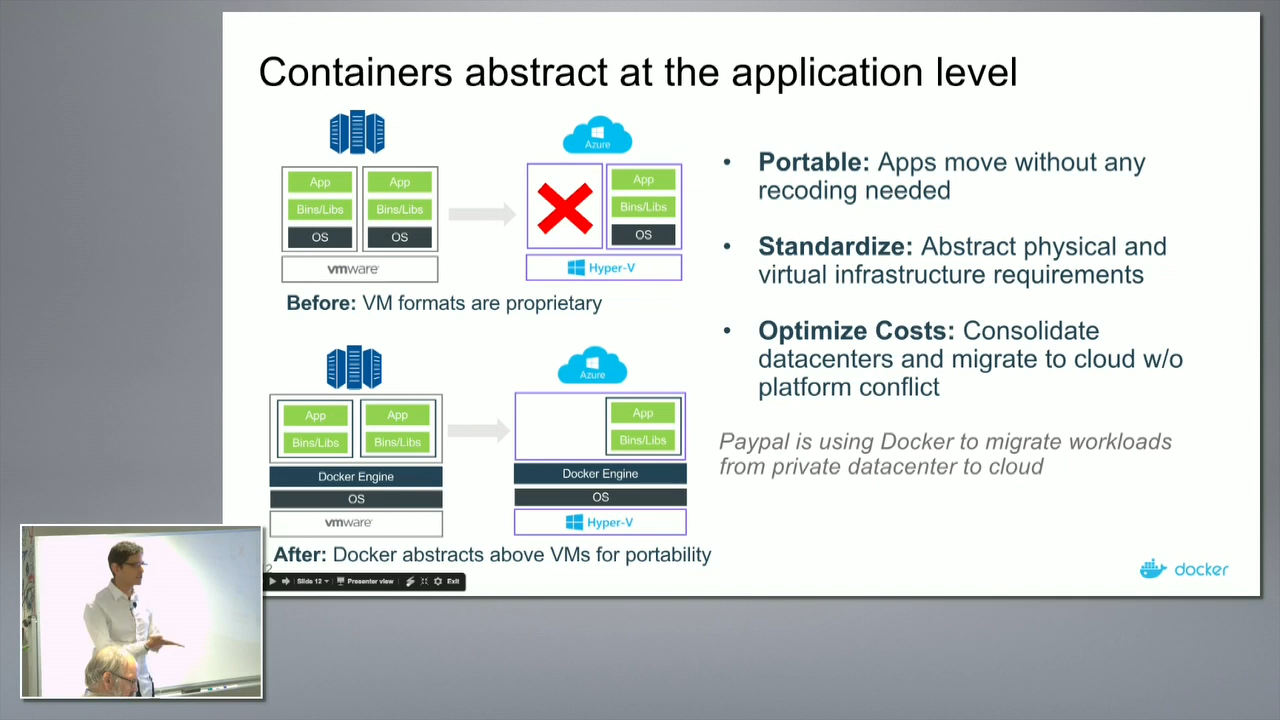 Containers abstract at the application level
Azure
App App
App
Bins/Libs Bins/Libs
Bins/Libs
OS OS
OS
vmware
Hyper-V
Before: VM formats are proprietary
Azure
App App
App
Bins/Libs Bins/Libs
Bins/Libs
Docker Engine
Docker Engine
OS
OS
vmware
Hyper-V
After: Docker abstracts above VMs for portability
• Portable: Apps move without any
recoding needed
• Standardize: Abstract physical and
virtual infrastructure requirements
• Optimize Costs: Consolidate
datacenters and migrate to cloud w/o
platform conflict
Paypal is using Docker to migrate workloads
from private datacenter to cloud
docker
Slide 12 Presenter view Exit